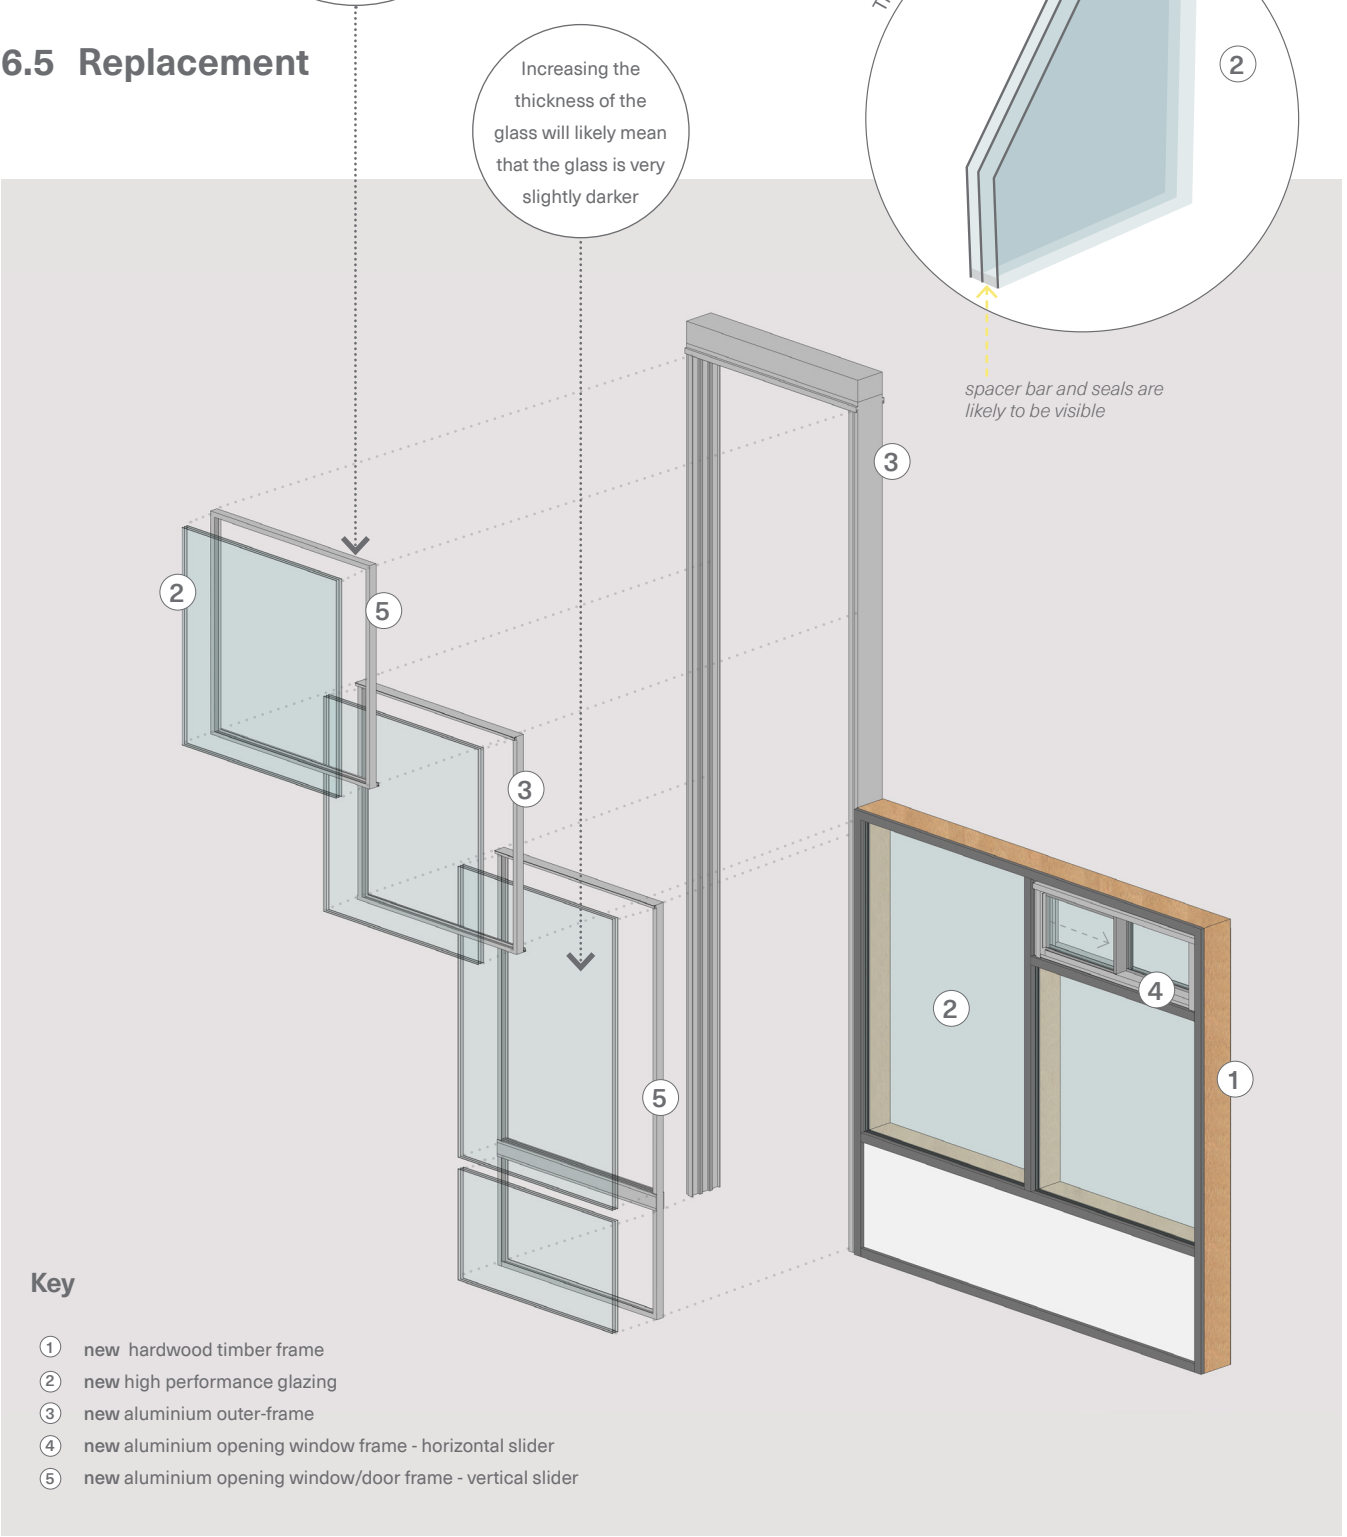 6.5 Replacement
Increasing the
thickness of the
glass will likely mean
that the glass is very
slightly darker
2
spacer bar and seals are
likely to be visible
3
2
5
3
2
4
5
1
Key
1 new hardwood timber frame
2 new high performance glazing
3 new aluminium outer-frame
4 new aluminium opening window frame - horizontal slider
5 new aluminium opening window/door frame - vertical slider